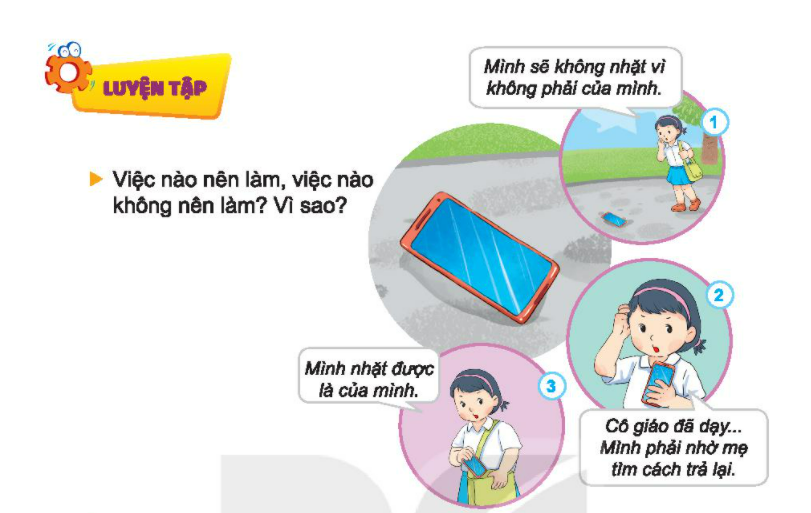 LUYỆN TẬP
Việc nào nên làm, việc nào
không nên làm? Vì sao?
Mình sẽ không nhặt vì
không phải của mình.
1
2
Cô giáo đã dạy...
Mình phải nhờ mẹ
tìm cách trả lại.
3
Mình nhặt được
là của mình.